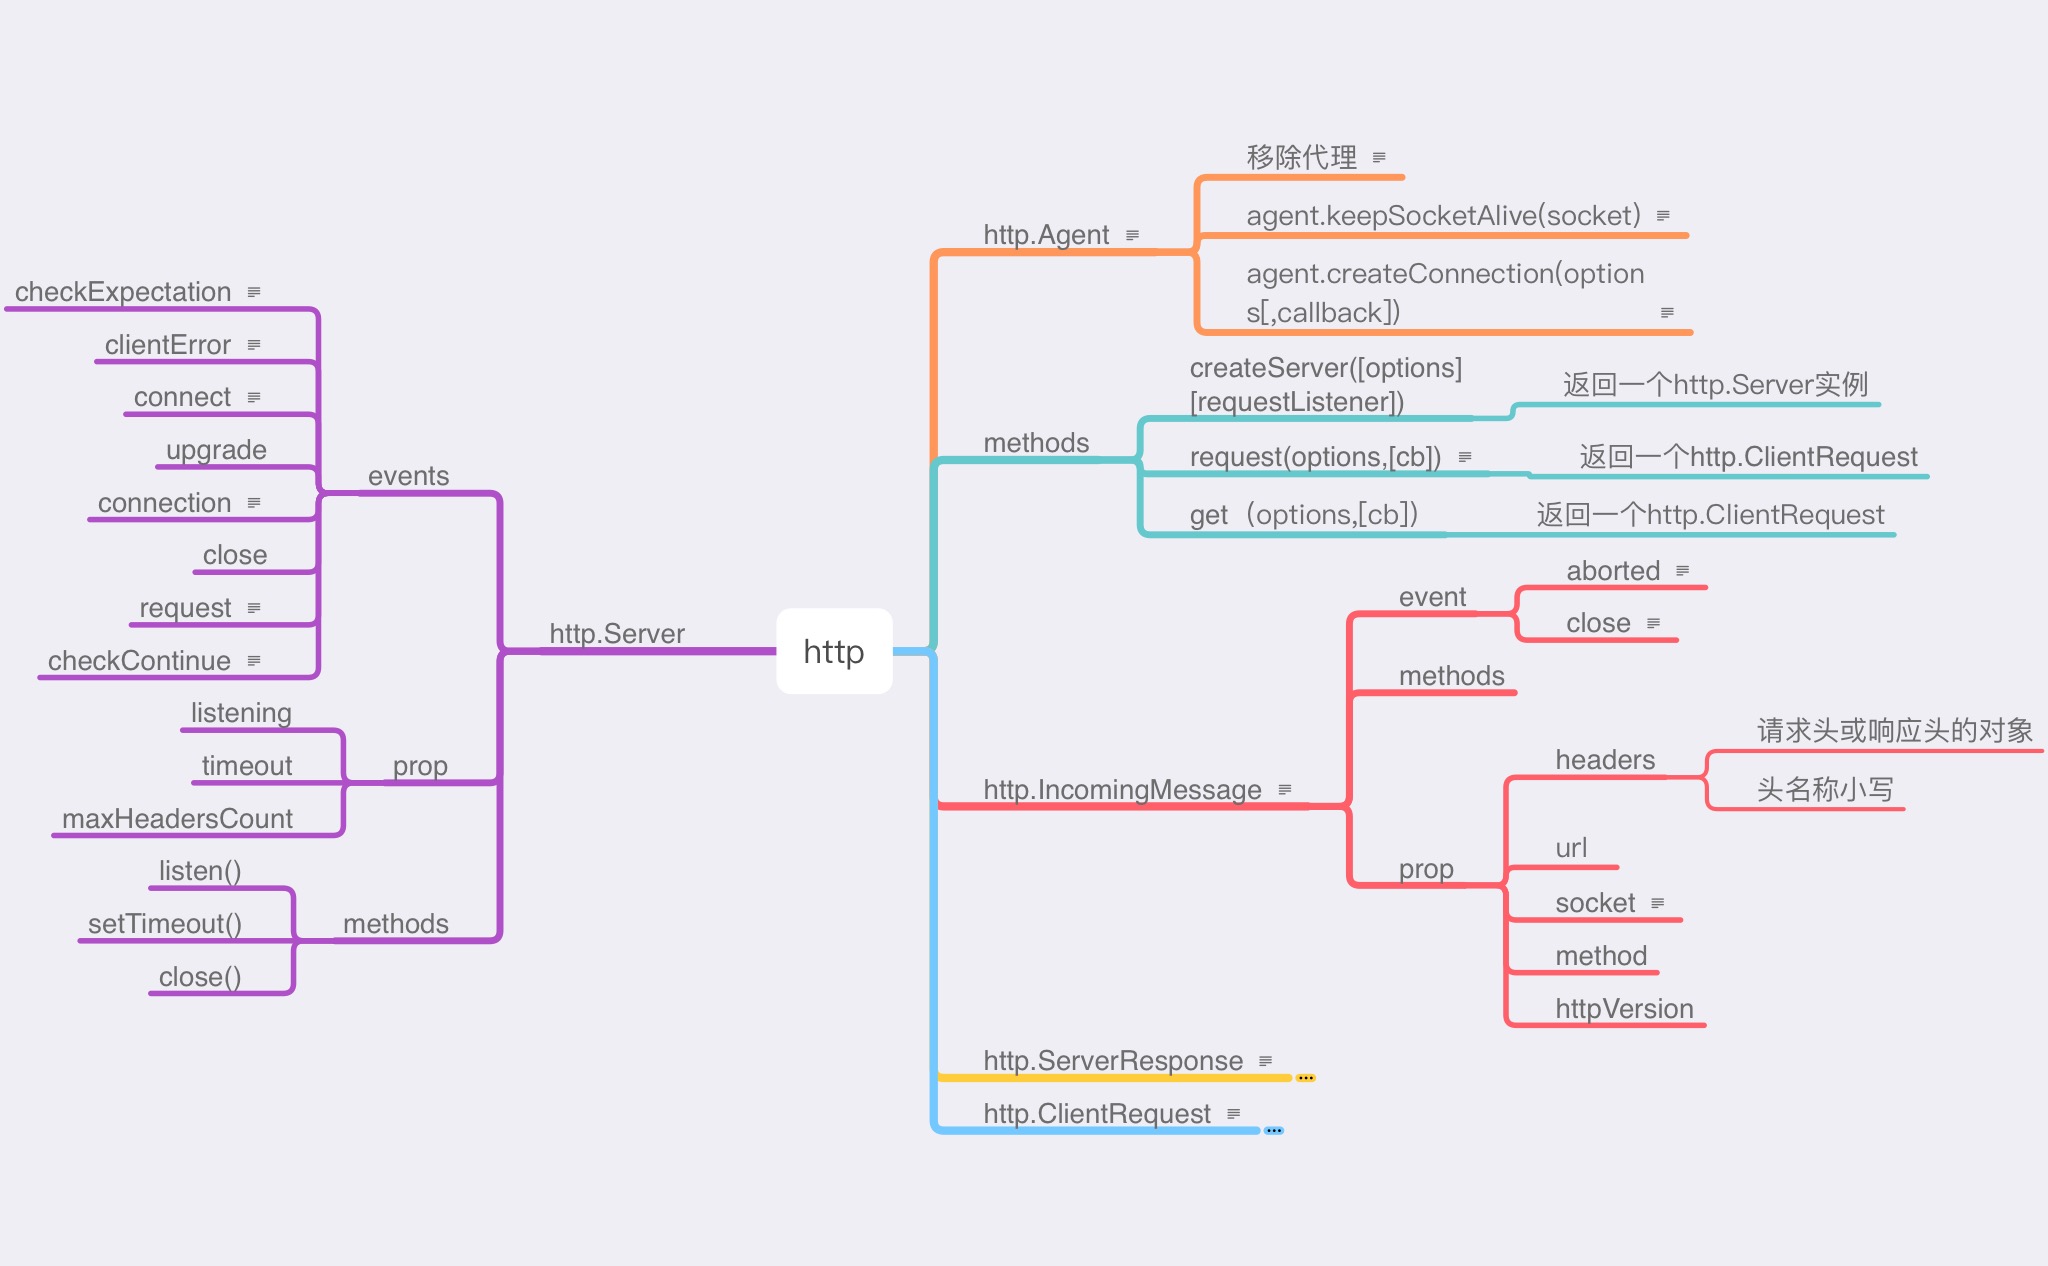 http
http.Server
events
checkExpectation
clientError
connect
upgrade
connection
close
request
checkContinue
prop
listening
timeout
maxHeadersCount
methods
listen()
setTimeout()
close()
http.Agent
移除代理
agent.keepSocketAlive(socket)
agent.createConnection(option
s[,callback])
methods
createServer([options]
[requestListener])
返回一个http.Server实例
request(options,[cb])
返回一个http.ClientRequest
get（options,[cb]）
返回一个http.ClientRequest
http.IncomingMessage
event
aborted
close
methods
prop
headers
请求头或响应头的对象
头名称小写
url
socket
method
httpVersion
http.ServerResponse
http.ClientRequest